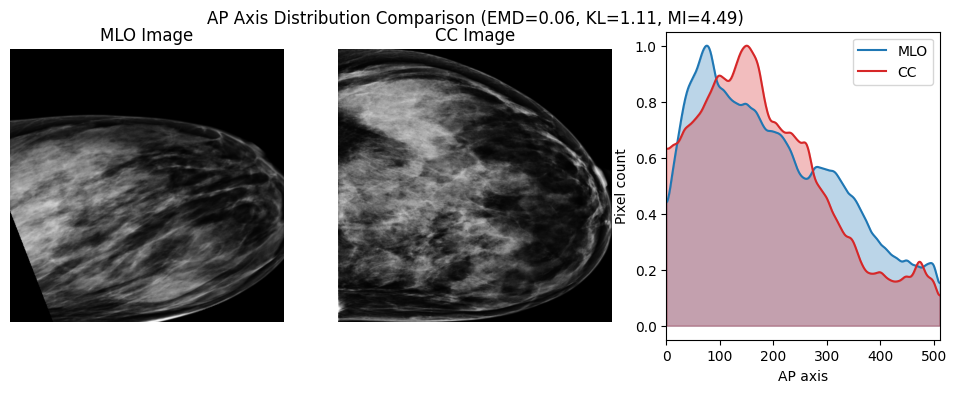 AP Axis Distribution Comparison (EMD=0.06, KL=1.11, MI=4.49)
MLO Image
CC Image
MLO
CC
1.0
0.8
0.6
0.4
0.2
0.0
Pixel count
0 100 200 300 400 500
AP axis